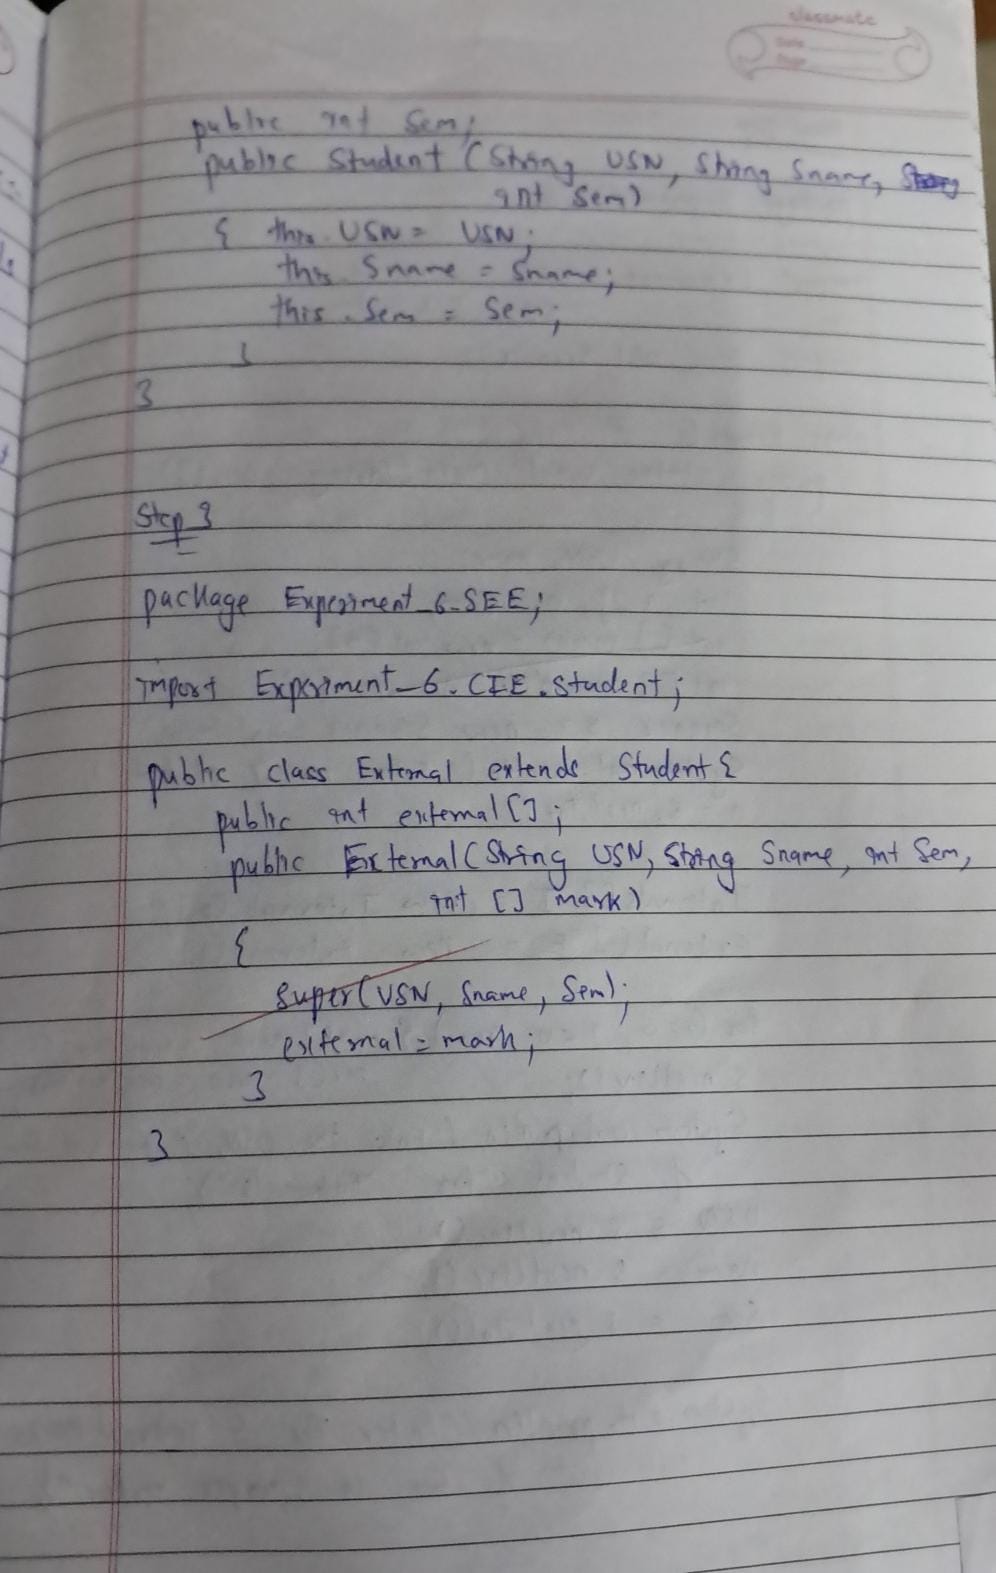 classmate
Date
Page
public int Sem;
public Student (String USN, String Sname,
int Sem)
{ this. USN = USN;
this Sname = Sname;
this . Sem = Sem;
}
}
Step 3
package Experiment_6.SEE;
import Experiment_6. CIE . Student ;
public class External extends Student {
public int external [] ;
public External (String USN, String Sname, int Sem,
int [] mark)
{
super(USN, Sname, Sem);
external = mark;
}
}